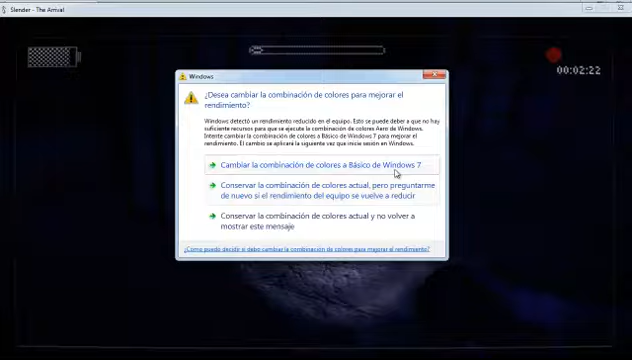 Slender - The Arrival
00:02:22
Windows
¿Desea cambiar la combinación de colores para mejorar el
rendimiento?
Windows detectó un rendimiento reducido en el equipo. Esto se puede deber a que no hay
suficientes recursos para que se ejecute la combinación de colores Aero de Windows.
Intente cambiar la combinación de colores a Básico de Windows 7 para mejorar el
rendimiento. El cambio se aplicará la siguiente vez que inicie sesión en Windows.
Cambiar la combinación de colores a Básico de Windows 7
Conservar la combinación de colores actual, pero preguntarme
de nuevo si el rendimiento del equipo se vuelve a reducir
Conservar la combinación de colores actual y no volver a
mostrar este mensaje
¿Cómo puedo decidir si debo cambiar la combinación de colores para mejorar el rendimiento?